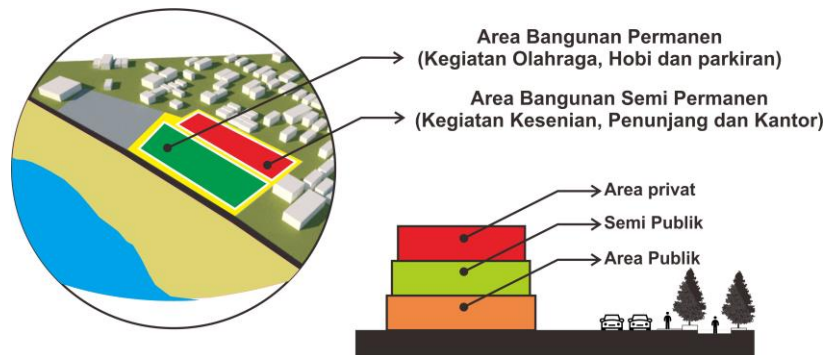 Area Bangunan Permanen
(Kegiatan Olahraga, Hobi dan parkiran)
Area Bangunan Semi Permanen
(Kegiatan Kesenian, Penunjang dan Kantor)
Area privat
Semi Publik
Area Publik